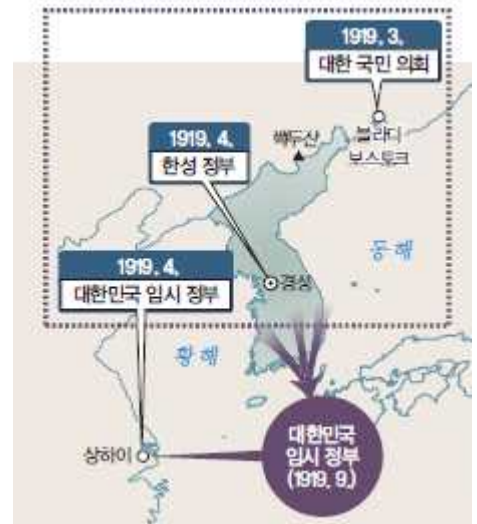 1919. 3.
대한 국민 의회
1919. 4.
한성 정부
백두산
블라디
보스토크
동해
1919. 4.
대한민국 임시 정부
경성
황해
상하이
대한민국
임시 정부
(1919. 9.)